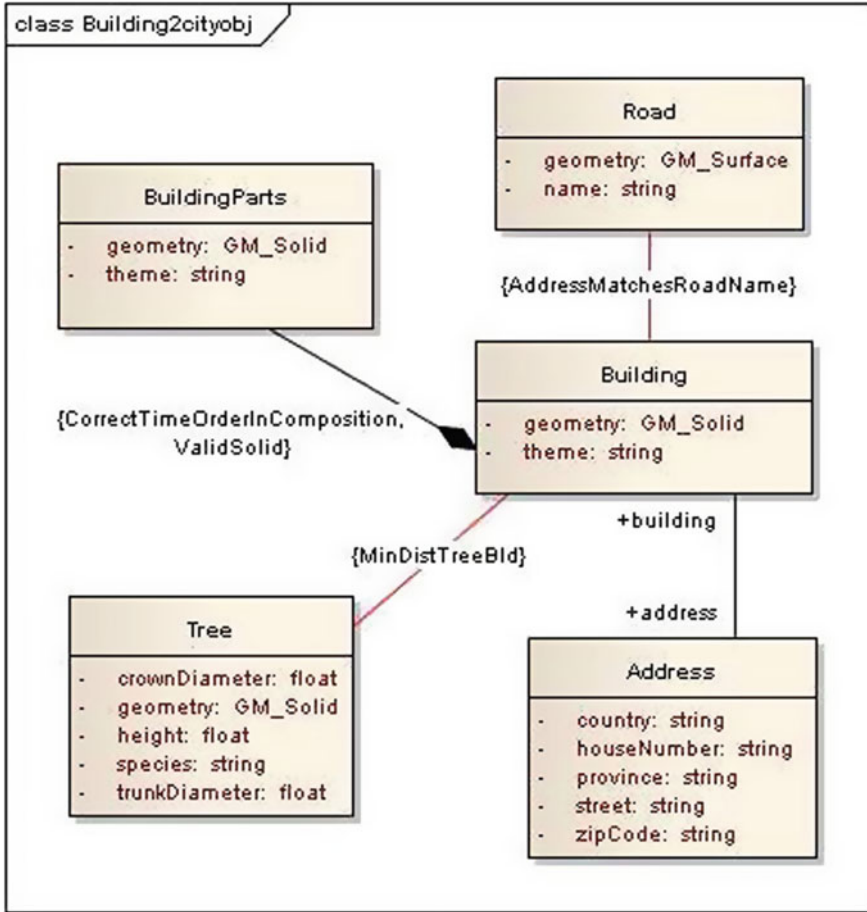 class Building2cityobj
Road
- geometry: GM_Surface
- name: string
BuildingParts
- geometry: GM_Solid
- theme: string
{AddressMatchesRoadName}
Building
- geometry: GM_Solid
- theme: string
{CorrectTimeOrderInComposition,
ValidSolid}
+building
{MinDistTreeBld}
+address
Tree
- crownDiameter: float
- geometry: GM_Solid
- height: float
- species: string
- trunkDiameter: float
Address
- country: string
- houseNumber: string
- province: string
- street: string
- zipCode: string